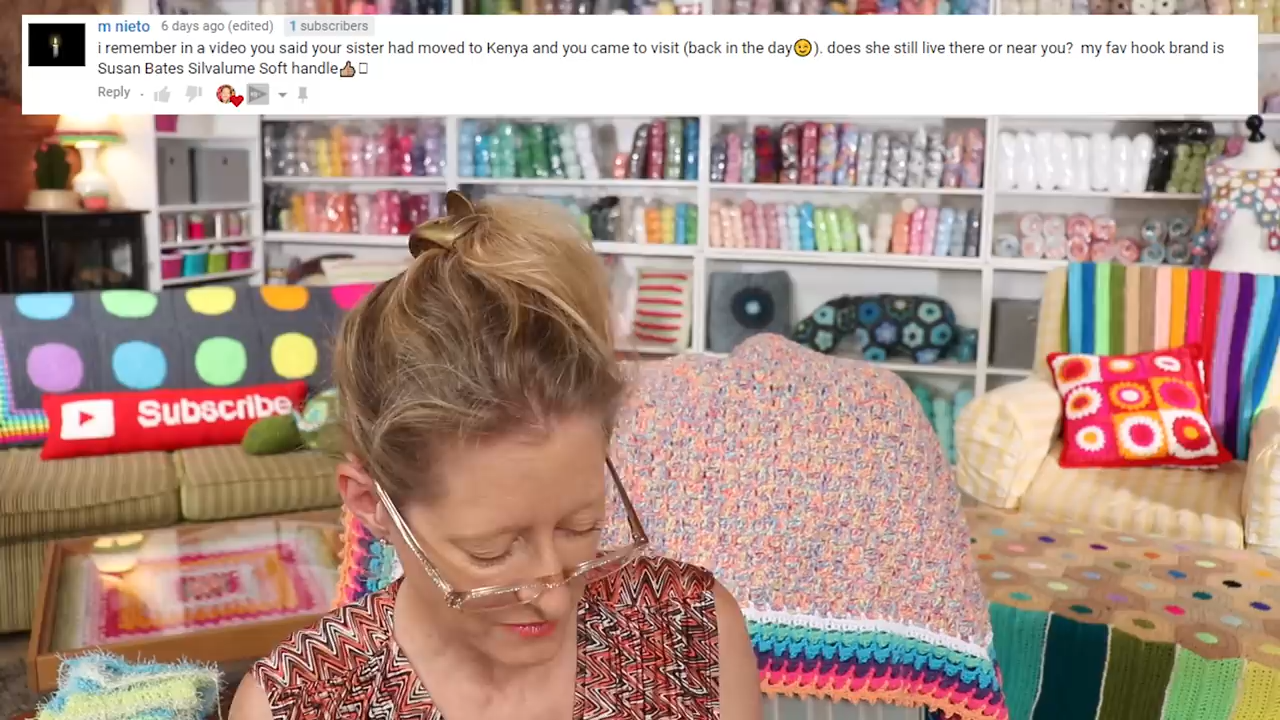 m nieto 6 days ago (edited) 1 subscribers
i remember in a video you said your sister had moved to Kenya and you came to visit (back in the day😉). does she still live there or near you?  my fav hook brand is
Susan Bates Silvalume Soft handle👍🏽
Reply
Subscribe